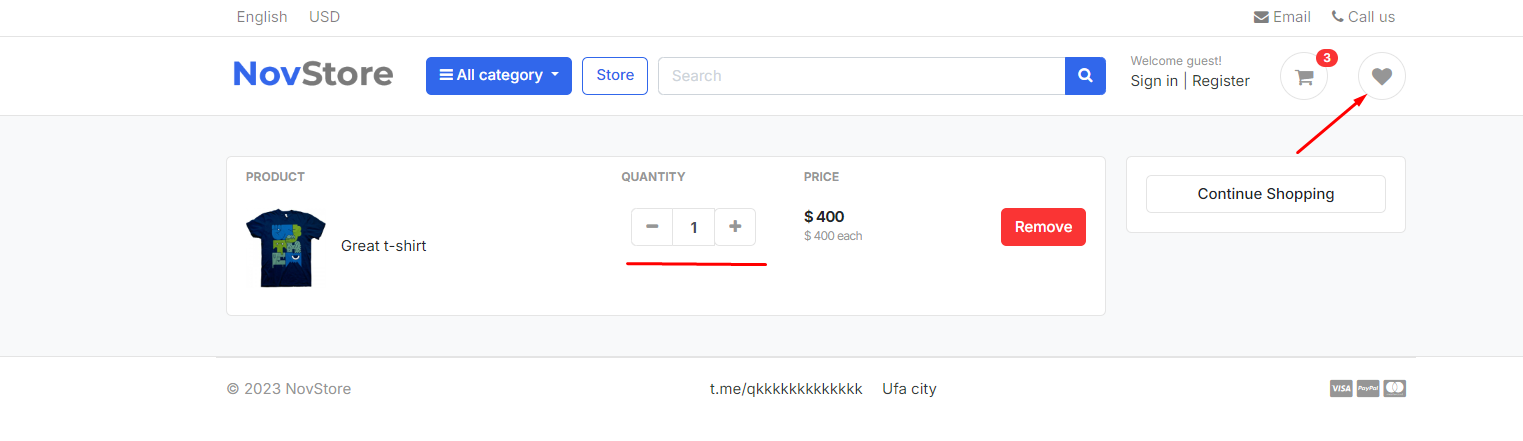 English USD Email Call us
NovStore All category Store Search Welcome guest! 3
Sign in | Register
PRODUCT QUANTITY PRICE
Great t-shirt 1 $ 400 Remove Continue Shopping
$ 400 each
© 2023 NovStore t.me/qkkkkkkkkkkkkk Ufa city VISA PayPal